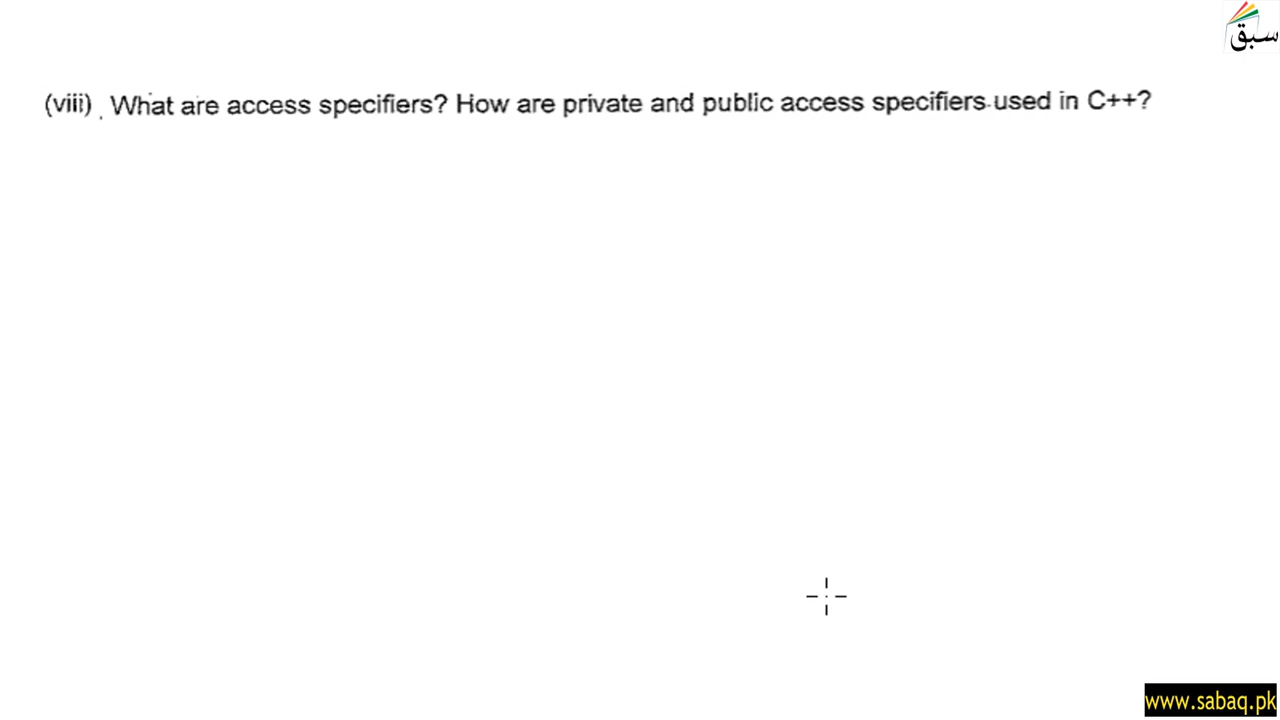 سبق
(viii) What are access specifiers? How are private and public access specifiers used in C++?
www.sabaq.pk